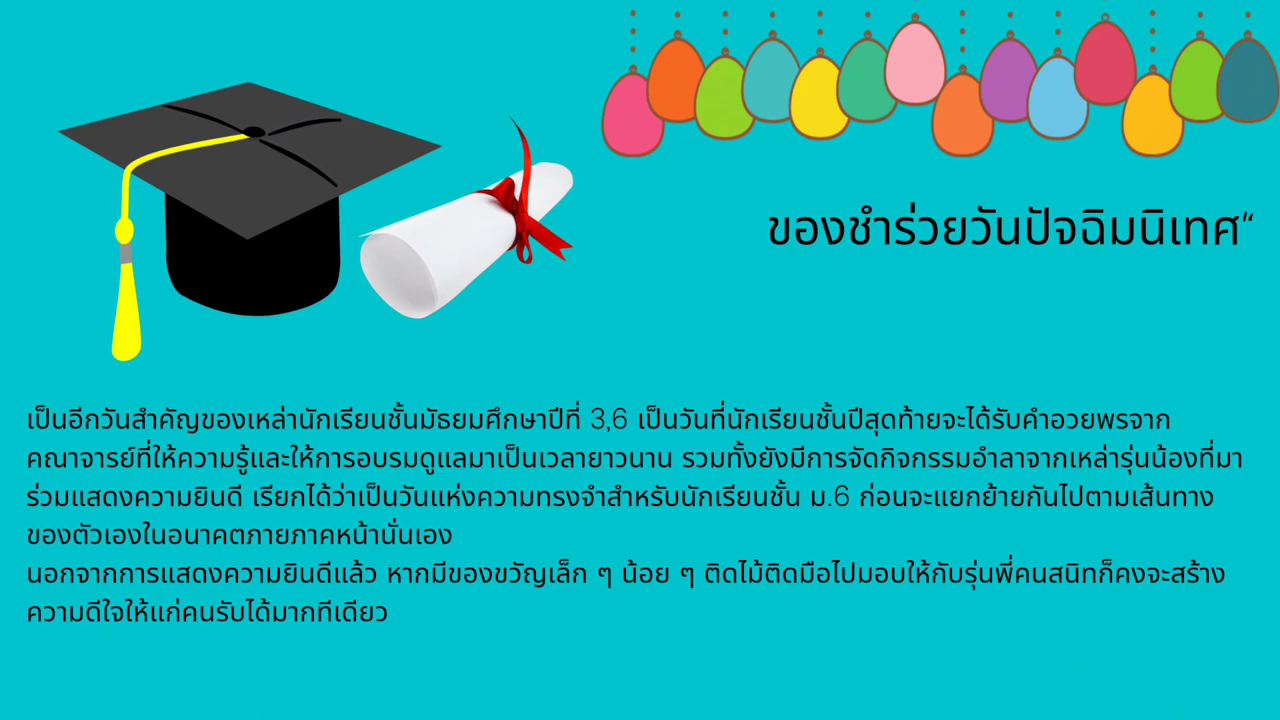 ของชำร่วยวันปัจฉิมนิเทศ“
เป็นอีกวันสำคัญของเหล่านักเรียนชั้นมัธยมศึกษาปีที่ 3,6 เป็นวันที่นักเรียนชั้นปีสุดท้ายจะได้รับคำอวยพรจาก
คณาจารย์ที่ให้ความรู้และให้การอบรมดูแลมาเป็นเวลายาวนาน รวมทั้งยังมีการจัดกิจกรรมอำลาจากเหล่ารุ่นน้องที่มา
ร่วมแสดงความยินดี เรียกได้ว่าเป็นวันแห่งความทรงจำสำหรับนักเรียนชั้น ม.6 ก่อนจะแยกย้ายกันไปตามเส้นทาง
ของตัวเองในอนาคตภายภาคหน้านั่นเอง
นอกจากการแสดงความยินดีแล้ว หากมีของขวัญเล็ก ๆ น้อย ๆ ติดไม้ติดมือไปมอบให้กับรุ่นพี่คนสนิทก็คงจะสร้าง
ความดีใจให้แก่คนรับได้มากทีเดียว